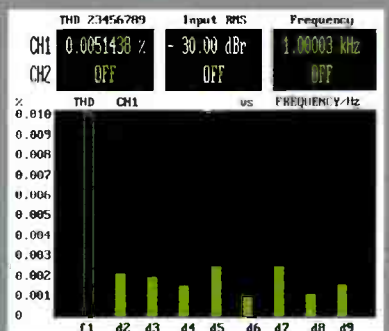 THD 23456789 Input RMS Frequency
CH1 0.0051438 % - 30.00 dBr 1.00003 kHz
CH2 OFF OFF OFF
% THD CH1 vs FREQUENCY/Hz
0.010
0.009
0.008
0.007
0.006
0.005
0.004
0.003
0.002
0.001
0
f1 d2 d3 d4 d5 d6 d7 d8 d9